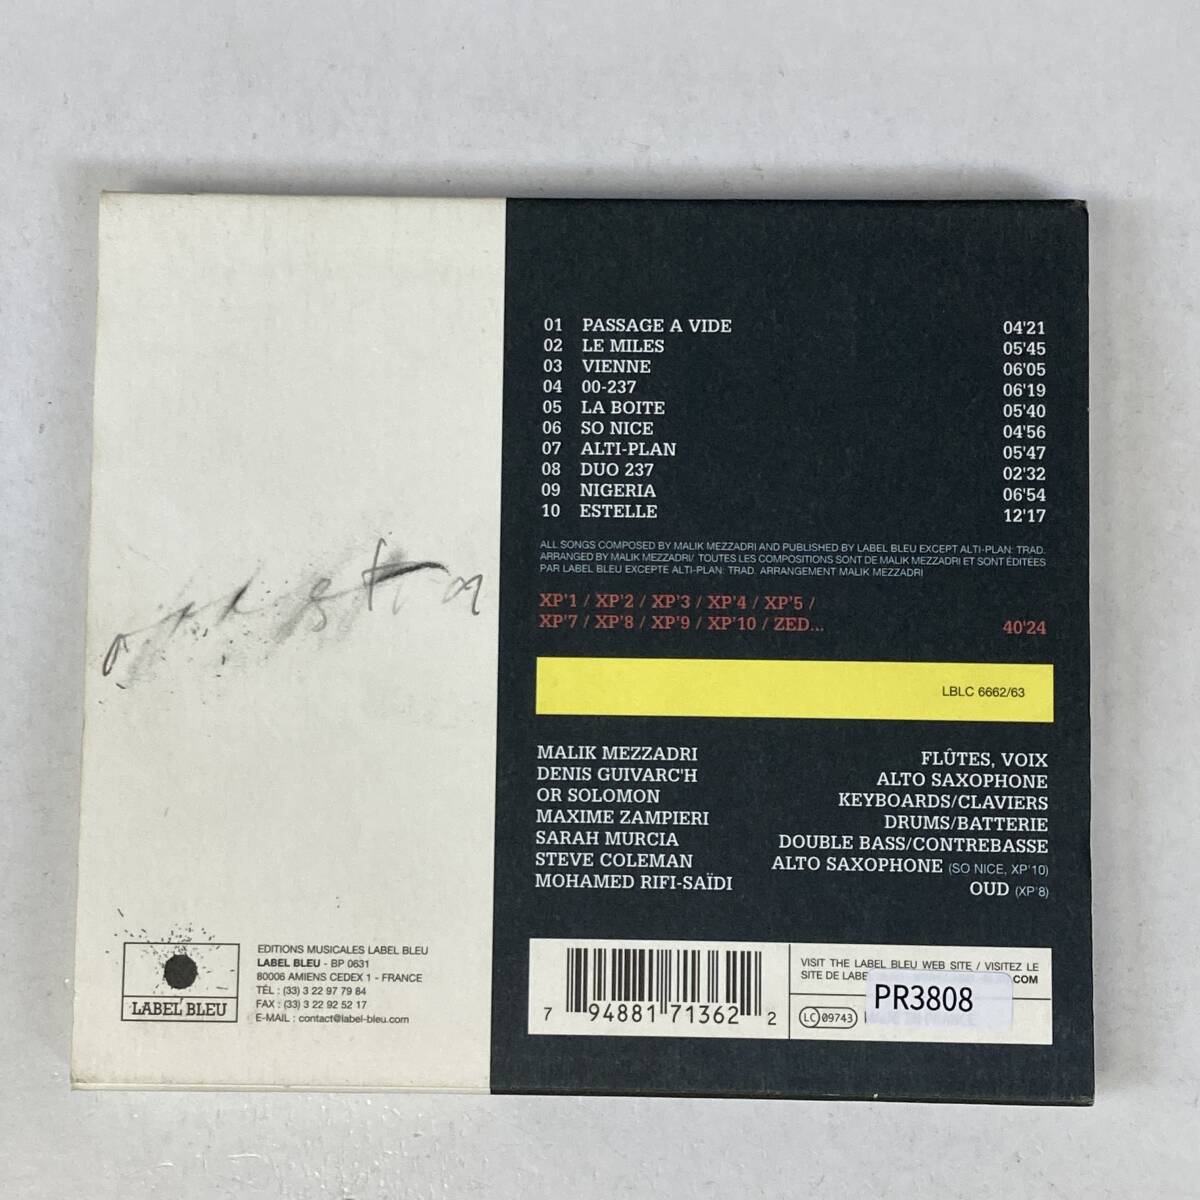 01 PASSAGE A VIDE 04'21
02 LE MILES 05'45
03 VIENNE 06'05
04 00-237 06'19
05 LA BOITE 05'40
06 SO NICE 04'56
07 ALTI-PLAN 05'47
08 DUO 237 02'32
09 NIGERIA 06'54
10 ESTELLE 12'17
ALL SONGS COMPOSED BY MALIK MEZZADRI AND PUBLISHED BY LABEL BLEU EXCEPT ALTI-PLAN: TRAD.
ARRANGED BY MALIK MEZZADRI/ TOUTES LES COMPOSITIONS SONT DE MALIK MEZZADRI ET SONT ÉDITÉES
PAR LABEL BLEU EXCEPTE ALTI-PLAN: TRAD. ARRANGEMENT MALIK MEZZADRI
XP'1 / XP'2 / XP'3 / XP'4 / XP'5 /
XP'7 / XP'8 / XP'9 / XP'10 / ZED... 40'24
LBLC 6662/63
MALIK MEZZADRI FLÛTES, VOIX
DENIS GUIVARC'H ALTO SAXOPHONE
OR SOLOMON KEYBOARDS/CLAVIERS
MAXIME ZAMPIERI DRUMS/BATTERIE
SARAH MURCIA DOUBLE BASS/CONTREBASSE
STEVE COLEMAN ALTO SAXOPHONE (SO NICE, XP'10)
MOHAMED RIFI-SAÏDI OUD (XP'8)
LABEL BLEU
EDITIONS MUSICALES LABEL BLEU
LABEL BLEU - BP 0631
80006 AMIENS CEDEX 1 - FRANCE
TÉL : (33) 3 22 97 79 84
FAX : (33) 3 22 92 52 17
E-MAIL : contact@label-bleu.com
7 94881 71362 2
VISIT THE LABEL BLEU WEB SITE / VISITEZ LE
SITE DE LABE .COM
LC 09743
PR3808